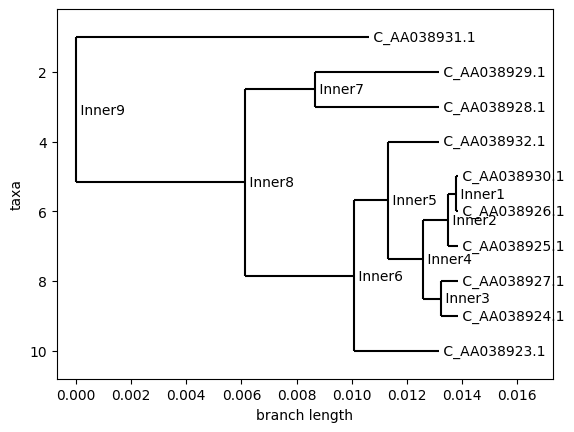 C_AA038931.1
2
C_AA038929.1
Inner7
C_AA038928.1
Inner9
4
C_AA038932.1
taxa
C_AA038930.1
Inner8
Inner5
Inner1
6
C_AA038926.1
Inner2
C_AA038925.1
Inner4
8
Inner6
C_AA038927.1
Inner3
C_AA038924.1
10
C_AA038923.1
0.000 0.002 0.004 0.006 0.008 0.010 0.012 0.014 0.016
branch length